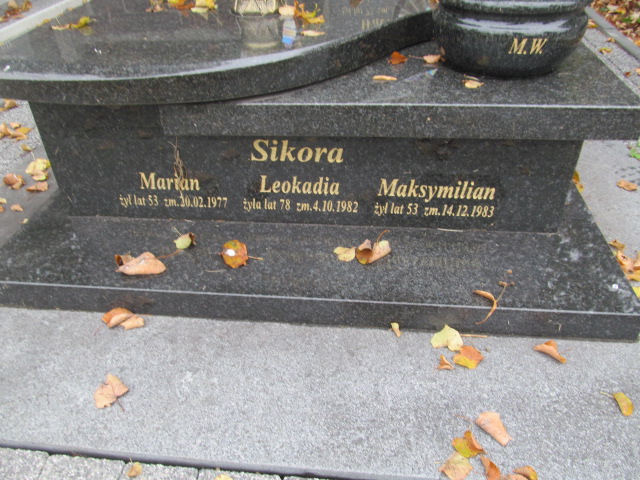 M.W.
Sikora
Marian
żył lat 53 zm.20.02.1977
Leokadia
żyła lat 78 zm.4.10.1982
Maksymilian
żył lat 53 zm.14.12.1983